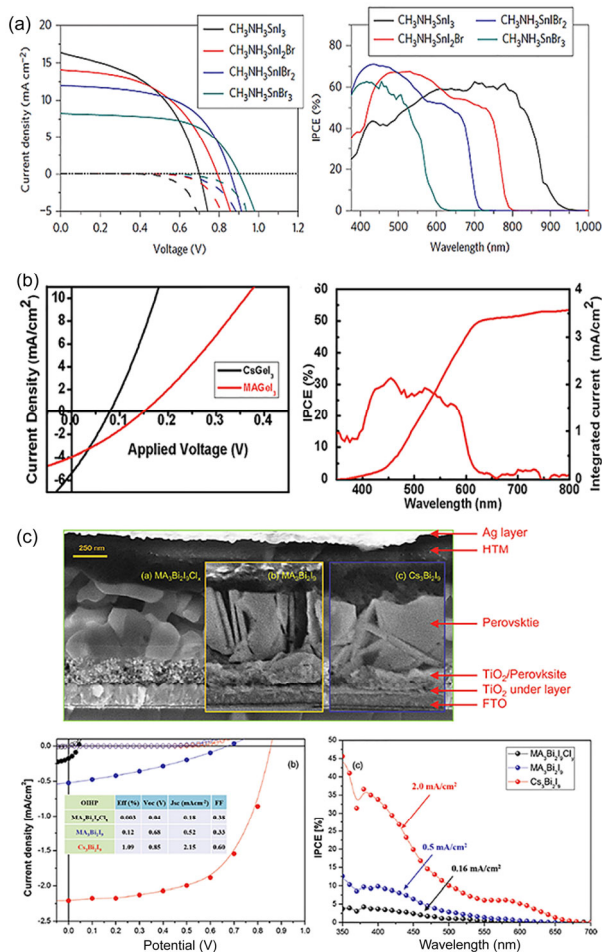 (a)
CH3NH3SnI3
CH3NH3SnI2Br
CH3NH3SnIBr2
CH3NH3SnBr3
Current density (mA cm−2)
20
15
10
5
0
−5
0.0 0.2 0.4 0.6 0.8 1.0 1.2
Voltage (V)
CH3NH3SnI3 CH3NH3SnIBr2
CH3NH3SnI2Br CH3NH3SnBr3
IPCE (%)
80
60
40
20
0
400 500 600 700 800 900 1,000
Wavelength (nm)
(b)
Current Density (mA/cm2)
10
8
6
4
2
0
-2
-4
-6
CsGeI3
MAGeI3
0.0 0.1 0.2 0.3 0.4
Applied Voltage (V)
IPCE (%)
60
50
40
30
20
10
0
400 500 600 700 800
Wavelength (nm)
Integrated current (mA/cm2)
4
3
2
1
0
(c)
250 nm
(a) MA3Bi2I9Clx
(b) MA3Bi2I9
(c) Cs3Bi2I9
Ag layer
HTM
Perovsktie
TiO2/Perovksite
TiO2 under layer
FTO
(b)
Current density (mA/cm2)
0.0
-0.5
-1.0
-1.5
-2.0
-2.5
OIHP Eff (%) Voc (V) Jsc (mAcm-2) FF
MA3Bi2I9Clx 0.003 0.04 0.18 0.38
MA3Bi2I9 0.12 0.68 0.52 0.33
Cs3Bi2I9 1.09 0.85 2.15 0.60
0.0 0.2 0.4 0.6 0.8 1.0
Potential (V)
(c)
MA3Bi2I9Clx
MA3Bi2I9
Cs3Bi2I9
IPCE [%]
50
45
40
35
30
25
20
15
10
5
0
2.0 mA/cm2
0.5 mA/cm2
0.16 mA/cm2
350 400 450 500 550 600 650 700
Wavelength (nm)